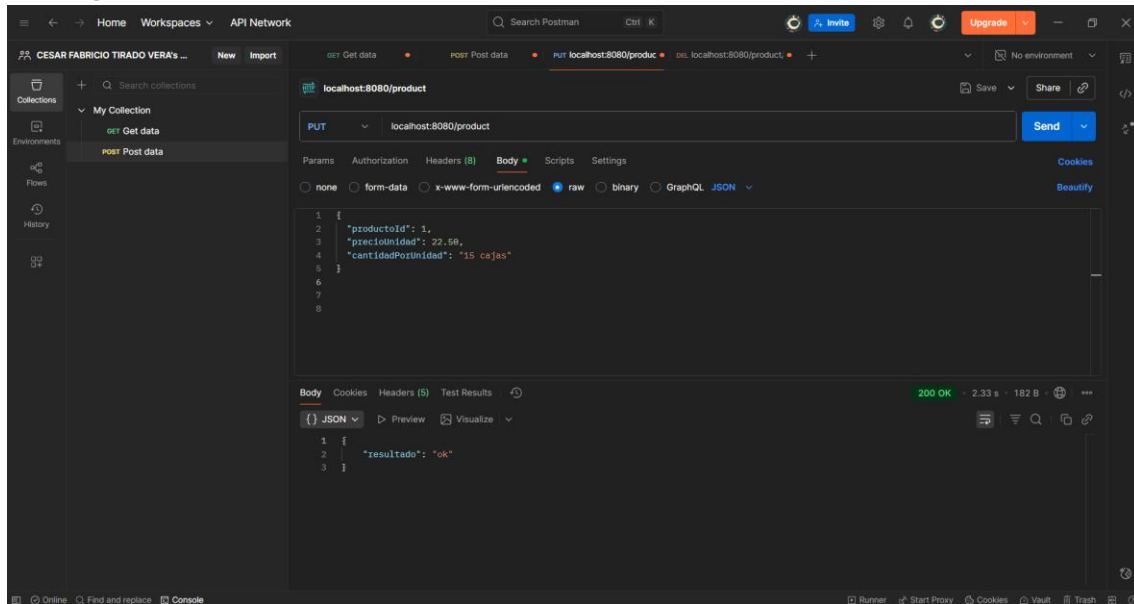 Home Workspaces API Network Search Postman Ctrl K Invite Upgrade
CESAR FABRICIO TIRADO VERA's ... New Import GET Get data POST Post data PUT localhost:8080/produc DEL localhost:8080/product, No environment
Collections Search collections localhost:8080/product Save Share
My Collection
GET Get data PUT localhost:8080/product Send
Environments POST Post data
Params Authorization Headers (8) Body Scripts Settings Cookies
Flows none form-data x-www-form-urlencoded raw binary GraphQL JSON Beautify
History
1 {
2 "productoId": 1,
3 "precioUnidad": 22.50,
4 "cantidadPorUnidad": "15 cajas"
5 }
6
7
8
Body Cookies Headers (5) Test Results 200 OK 2.33 s 182 B
{} JSON Preview Visualize
1 {
2 "resultado": "ok"
3 }
Online Find and replace Console Runner Start Proxy Cookies Vault Trash